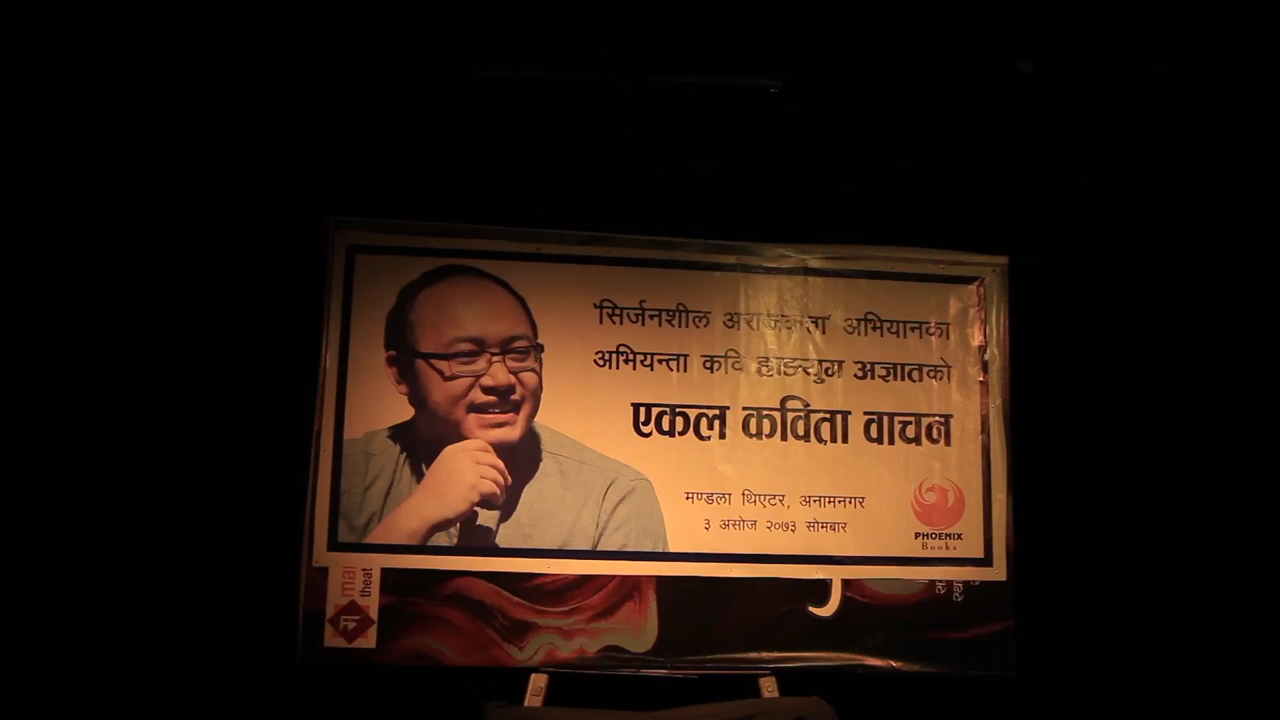 'सिर्जनशील अराजकता' अभियानका
अभियन्ता कवि हाङयुग अज्ञातको
एकल कविता वाचन
मण्डला थिएटर, अनामनगर
३ असोज २०७३ सोमबार
PHOENIX
Books
theat